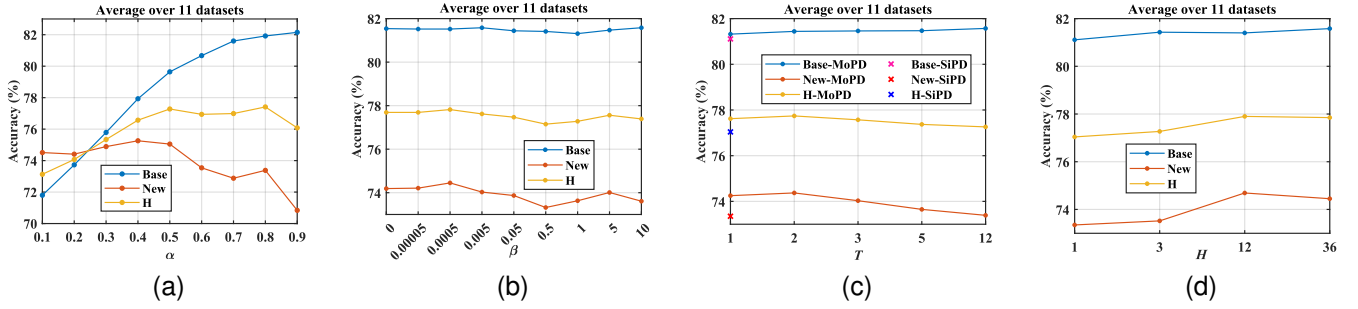 Average over 11 datasets
Accuracy (%)
82
80
78
76
74
72
70
Base
New
H
0.1 0.2 0.3 0.4 0.5 0.6 0.7 0.8 0.9
α
(a)
Average over 11 datasets
Accuracy (%)
82
80
78
76
74
Base
New
H
0 0.00005 0.0005 0.005 0.05 0.5 1 5 10
β
(b)
Average over 11 datasets
Accuracy (%)
82
80
78
76
74
Base-MoPD Base-SiPD
New-MoPD New-SiPD
H-MoPD H-SiPD
1 2 3 5 12
T
(c)
Average over 11 datasets
Accuracy (%)
82
80
78
76
74
Base
New
H
1 3 12 36
H
(d)